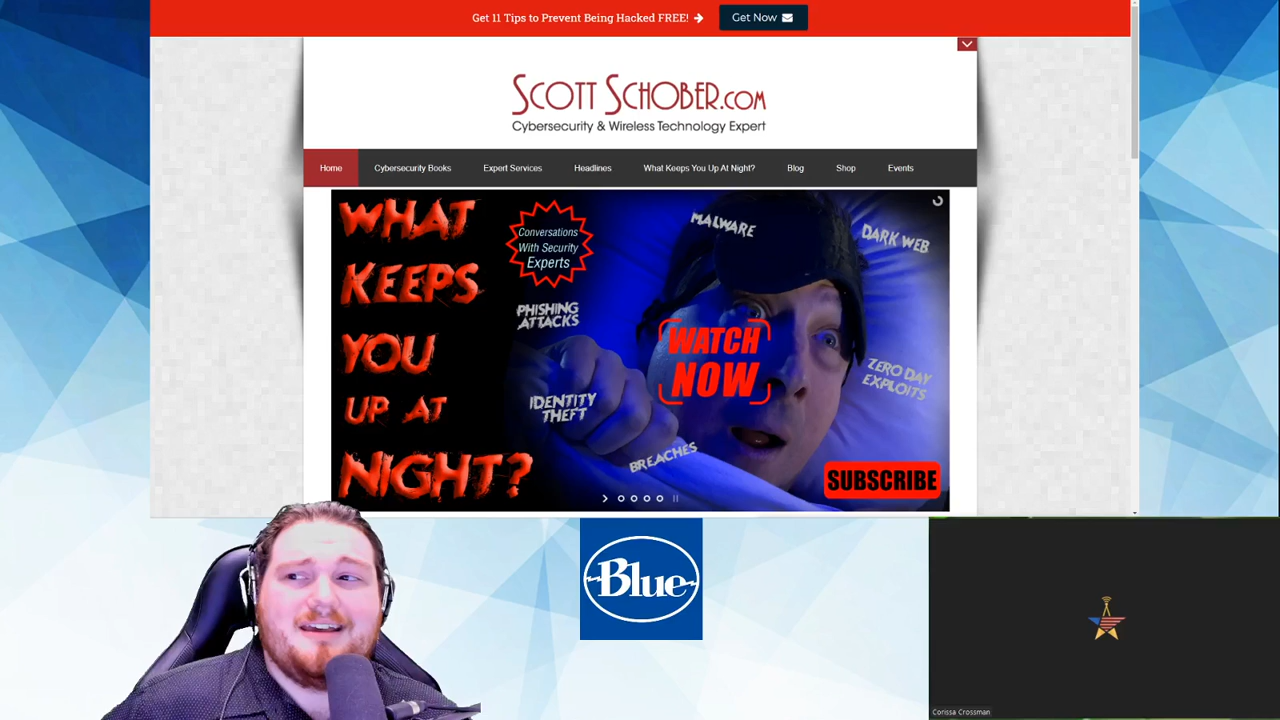 Get 11 Tips to Prevent Being Hacked FREE!
Get Now
SCOTT SCHOBER.COM
Cybersecurity & Wireless Technology Expert
Home Cybersecurity Books Expert Services Headlines What Keeps You Up At Night? Blog Shop Events
WHAT
KEEPS
YOU
UP AT
NIGHT?
Conversations
With Security
Experts
MALWARE
DARK WEB
PHISHING
ATTACKS
WATCH
NOW
ZERO DAY
EXPLOITS
IDENTITY
THEFT
BREACHES
SUBSCRIBE
Blue
Corissa Crossman